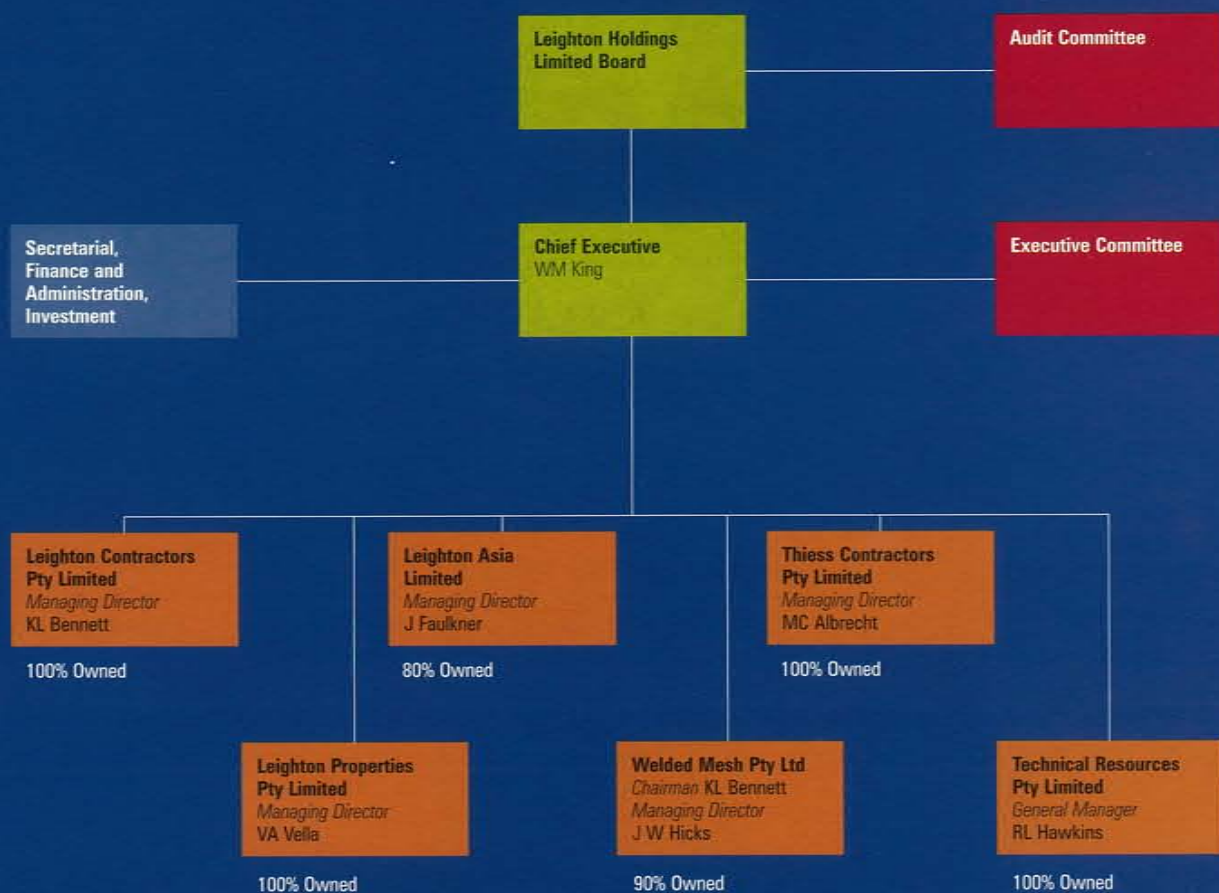 Leighton Holdings
Limited Board
Audit Committee
Secretarial,
Finance and
Administration,
Investment
Chief Executive
WM King
Executive Committee
Leighton Contractors
Pty Limited
Managing Director
KL Bennett
100% Owned
Leighton Asia
Limited
Managing Director
J Faulkner
80% Owned
Thiess Contractors
Pty Limited
Managing Director
MC Albrecht
100% Owned
Leighton Properties
Pty Limited
Managing Director
VA Vella
100% Owned
Welded Mesh Pty Ltd
Chairman KL Bennett
Managing Director
J W Hicks
90% Owned
Technical Resources
Pty Limited
General Manager
RL Hawkins
100% Owned